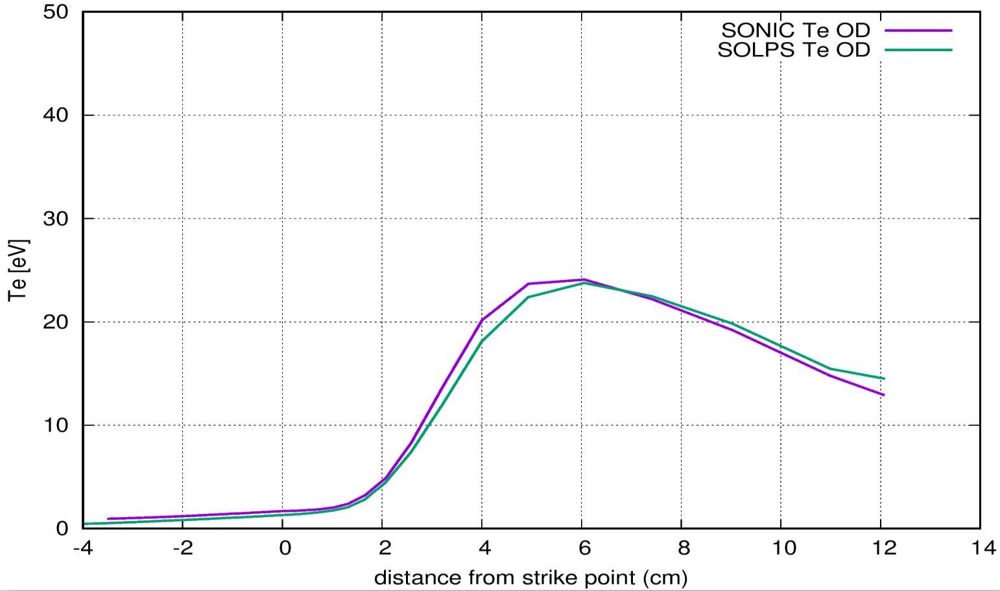 50
40
30
20
10
0
Te [eV]
SONIC Te OD
SOLPS Te OD
-4 -2 0 2 4 6 8 10 12 14
distance from strike point (cm)